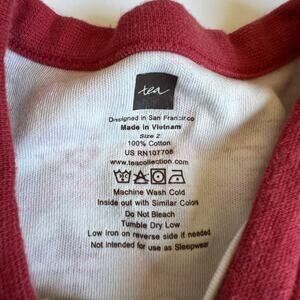 tea
Designed in San Francisco
Made in Vietnam
Size 2
100% Cotton
US RN107708
www.teacollection.com
Machine Wash Cold
Inside out with Similar Colors
Do Not Bleach
Tumble Dry Low
Low Iron on reverse side if needed
Not Intended for use as Sleepwear